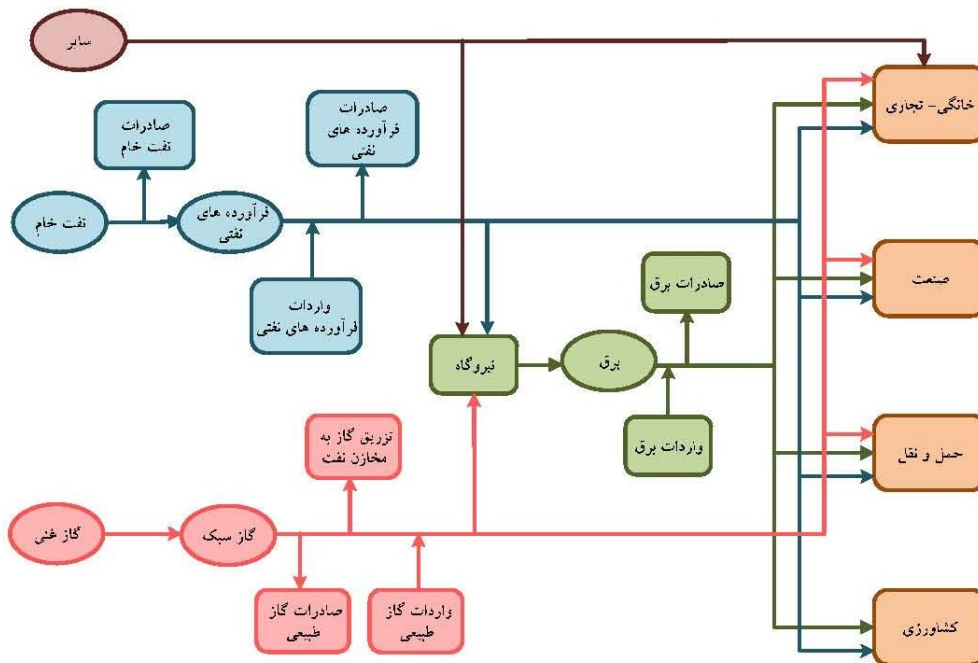 سایر
صادرات
نفت خام
صادرات
فرآورده های
نفتی
خانگی- تجاری
نفت خام
فرآورده های
نفتی
واردات
فرآورده های نفتی
صادرات برق
صنعت
نیروگاه
برق
واردات برق
تزریق گاز به
مخازن نفت
حمل و نقل
گاز غنی
گاز سبک
صادرات گاز
طبیعی
واردات گاز
طبیعی
کشاورزی